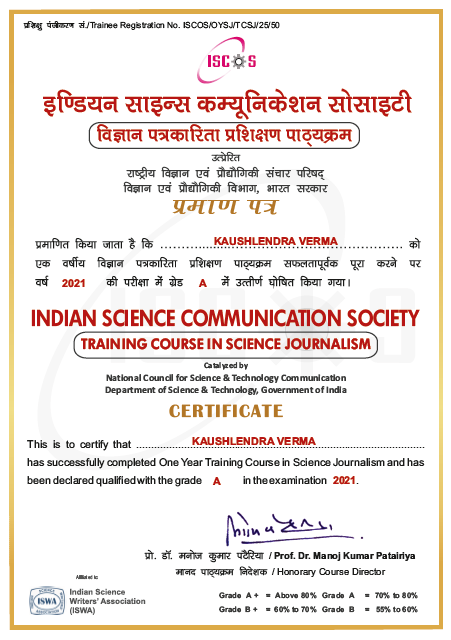 प्रशिक्षु पंजीकरण सं./Trainee Registration No. ISCOS/OYSJ/TCSJ/25/50
ISCOS
इण्डियन साइन्स कम्यूनिकेशन सोसाइटी
विज्ञान पत्रकारिता प्रशिक्षण पाठ्यक्रम
उत्प्रेरित
राष्ट्रीय विज्ञान एवं प्रौद्योगिकी संचार परिषद्
विज्ञान एवं प्रौद्योगिकी विभाग, भारत सरकार
प्रमाण पत्र
प्रमाणित किया जाता है कि ............KAUSHLENDRA VERMA................ को
एक वर्षीय विज्ञान पत्रकारिता प्रशिक्षण पाठ्यक्रम सफलतापूर्वक पूरा करने पर
वर्ष 2021 की परीक्षा में ग्रेड A में उत्तीर्ण घोषित किया गया।
INDIAN SCIENCE COMMUNICATION SOCIETY
TRAINING COURSE IN SCIENCE JOURNALISM
Catalyzed by
National Council for Science & Technology Communication
Department of Science & Technology, Government of India
CERTIFICATE
This is to certify that ................KAUSHLENDRA VERMA................................
has successfully completed One Year Training Course in Science Journalism and has
been declared qualified with the grade A in the examination 2021.
प्रो. डॉ. मनोज कुमार पटैरिया / Prof. Dr. Manoj Kumar Patairiya
मानद पाठ्यक्रम निदेशक / Honorary Course Director
Affiliated to:
ISWA
Indian Science
Writers' Association
(ISWA)
Grade A + = Above 80% Grade A = 70% to 80%
Grade B + = 60% to 70% Grade B = 55% to 60%